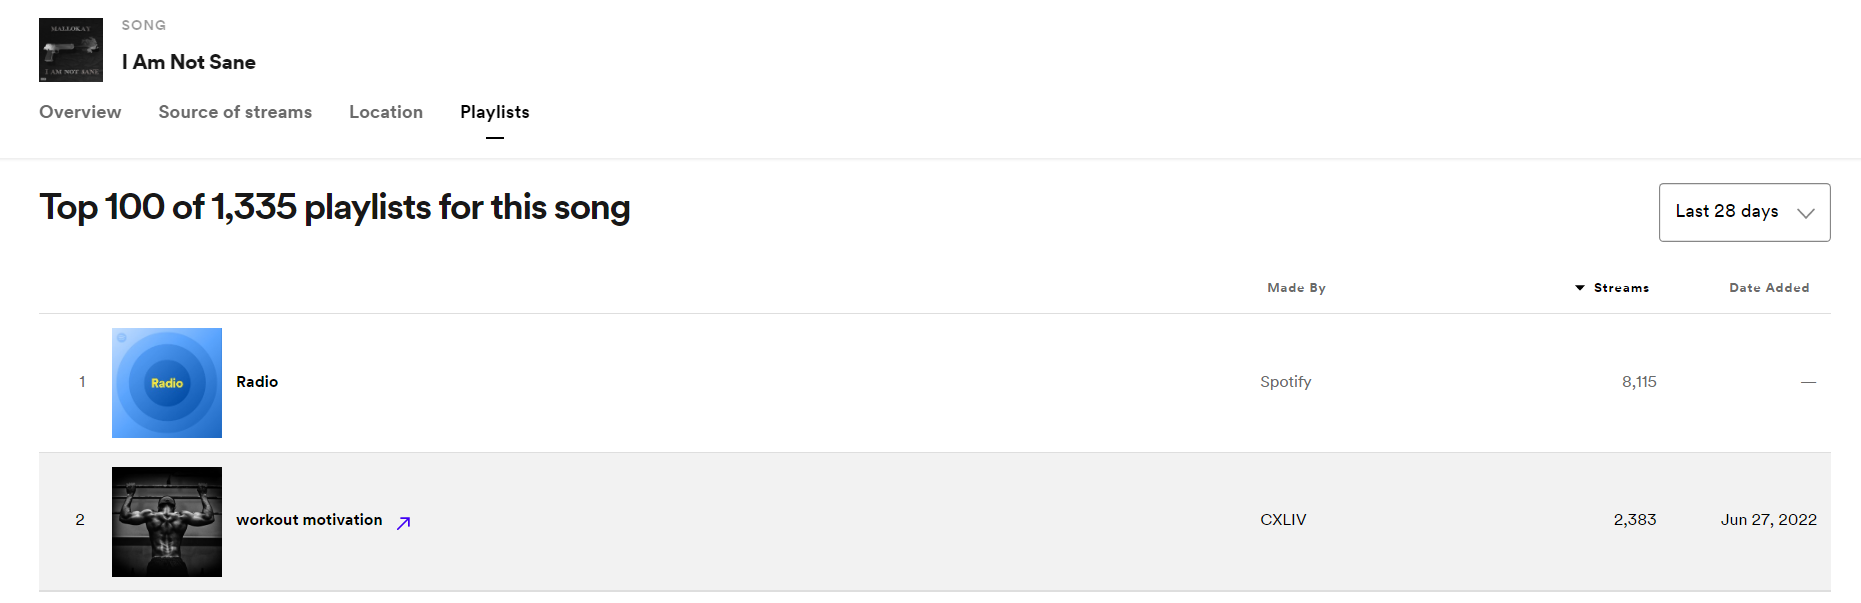 MALLOKAY
I AM NOT SANE
SONG
I Am Not Sane
Overview Source of streams Location Playlists
Top 100 of 1,335 playlists for this song
Last 28 days
Made By Streams Date Added
1 Radio Radio Spotify 8,115 —
2 workout motivation CXLIV 2,383 Jun 27, 2022